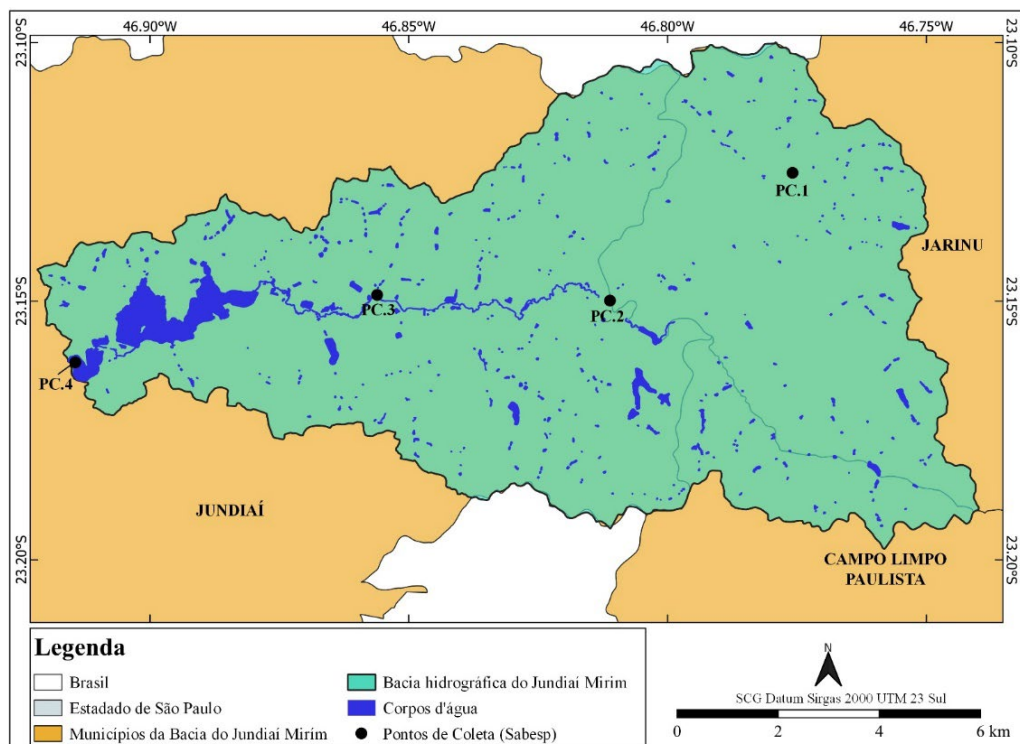 46.90°W
46.85°W
46.80°W
46.75°W
23.10°S
23.10°S
PC.1
JARINU
23.15°S
PC.3
PC.2
23.15°S
PC.4
JUNDIAÍ
23.20°S
CAMPO LIMPO
PAULISTA
23.20°S
Legenda
Brasil
Estadado de São Paulo
Municípios da Bacia do Jundiaí Mirím
Bacia hidrográfica do Jundiaí Mirim
Corpos d'água
Pontos de Coleta (Sabesp)
N
SCG Datum Sirgas 2000 UTM 23 Sul
0 2 4 6 km